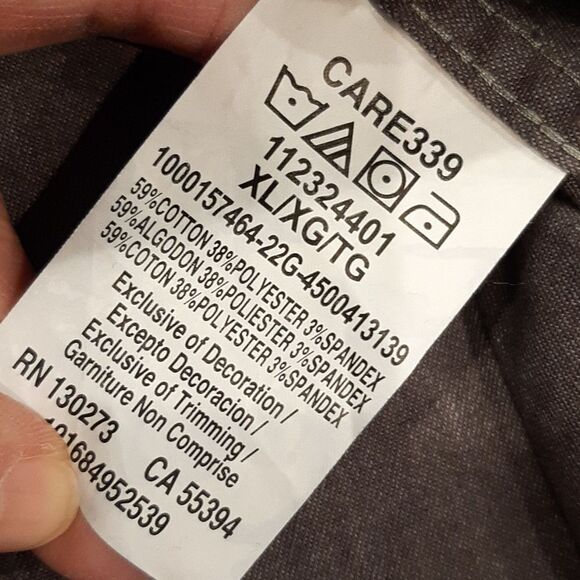 CARE339
112324401
XL/XG/TG
1000157464-22G-4500413139
59%COTTON 38%POLYESTER 3%SPANDEX
59%ALGODON 38%POLIESTER 3%SPANDEX
59%COTON 38%POLYESTER 3%SPANDEX
Exclusive of Decoration /
Excepto Decoracion /
Exclusive of Trimming /
Garniture Non Comprise
RN 130273 CA 55394